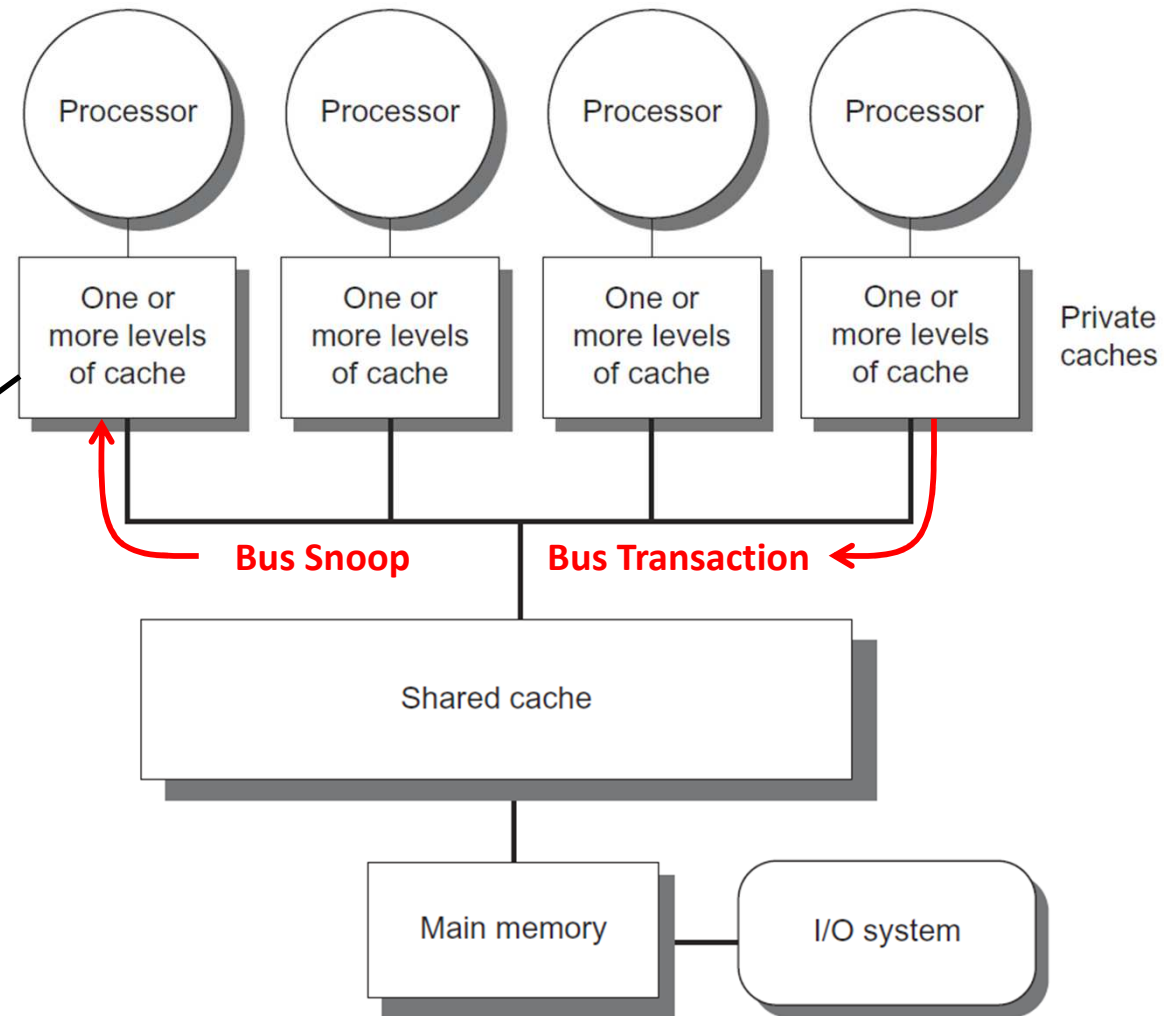 Processor
Processor
Processor
Processor
One or
more levels
of cache
One or
more levels
of cache
One or
more levels
of cache
One or
more levels
of cache
Private
caches
Bus Snoop
Bus Transaction
Shared cache
Main memory
I/O system